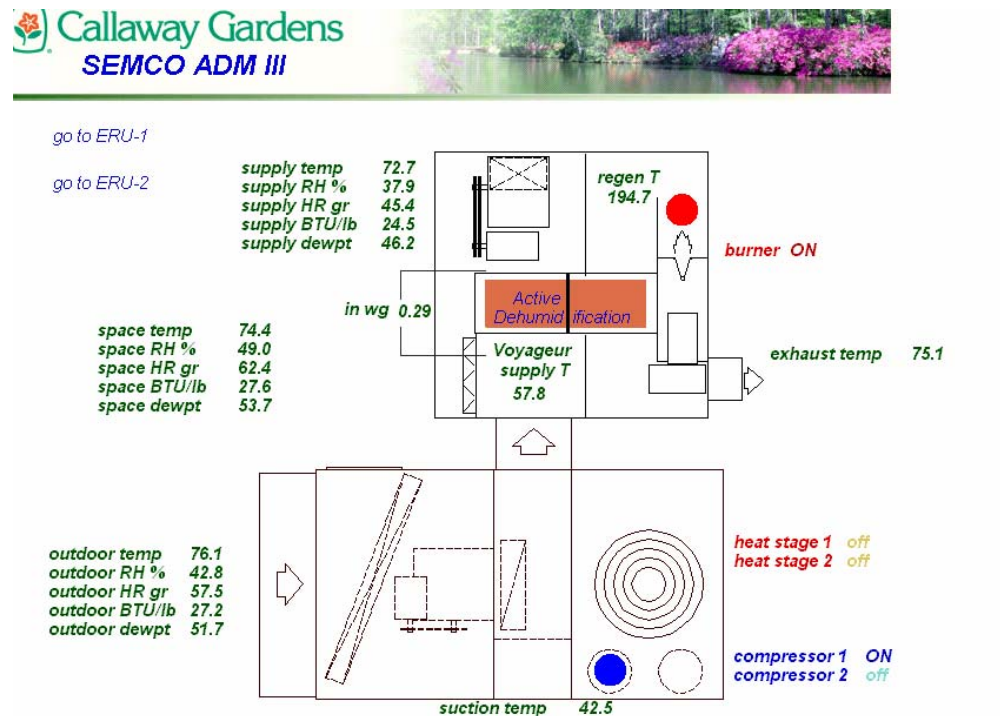 Callaway Gardens
SEMCO ADM III
go to ERU-1
go to ERU-2
supply temp 72.7
supply RH % 37.9
supply HR gr 45.4
supply BTU/lb 24.5
supply dewpt 46.2
regen T
194.7
burner ON
in wg 0.29
Active
Dehumidification
Voyageur
supply T
57.8
exhaust temp 75.1
space temp 74.4
space RH % 49.0
space HR gr 62.4
space BTU/lb 27.6
space dewpt 53.7
outdoor temp 76.1
outdoor RH % 42.8
outdoor HR gr 57.5
outdoor BTU/lb 27.2
outdoor dewpt 51.7
heat stage 1 off
heat stage 2 off
compressor 1 ON
compressor 2 off
suction temp 42.5